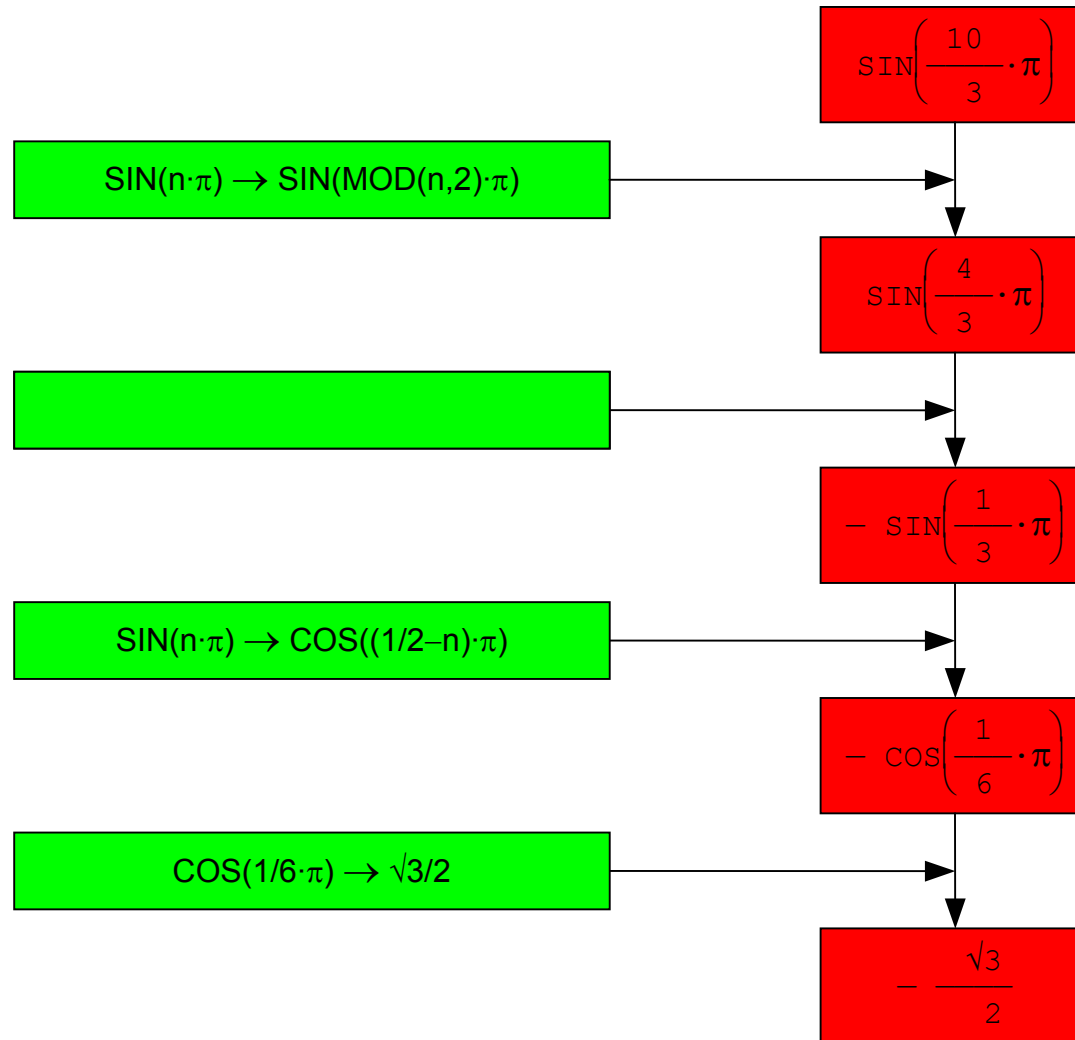 SIN(10/3·π)
SIN(n·π) → SIN(MOD(n,2)·π)
SIN(4/3·π)
− SIN(1/3·π)
SIN(n·π) → COS((1/2–n)·π)
− COS(1/6·π)
COS(1/6·π) → √3/2
− √3/2